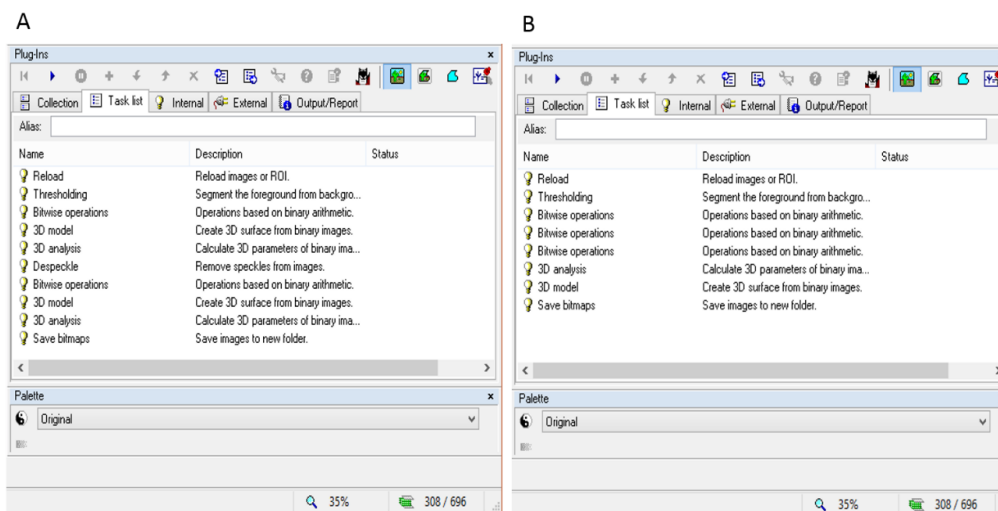 A
Plug-Ins x
Collection Task list Internal External Output/Report
Alias:
Name Description Status
Reload Reload images or ROI.
Thresholding Segment the foreground from backgro...
Bitwise operations Operations based on binary arithmetic.
3D model Create 3D surface from binary images.
3D analysis Calculate 3D parameters of binary ima...
Despeckle Remove speckles from images.
Bitwise operations Operations based on binary arithmetic.
3D model Create 3D surface from binary images.
3D analysis Calculate 3D parameters of binary ima...
Save bitmaps Save images to new folder.
Palette x
Original
35% 308 / 696
B
Plug-Ins
Collection Task list Internal External Output/Report
Alias:
Name Description Status
Reload Reload images or ROI.
Thresholding Segment the foreground from backgro...
Bitwise operations Operations based on binary arithmetic.
Bitwise operations Operations based on binary arithmetic.
Bitwise operations Operations based on binary arithmetic.
3D analysis Calculate 3D parameters of binary ima...
3D model Create 3D surface from binary images.
Save bitmaps Save images to new folder.
Palette
Original
35% 308 / 696